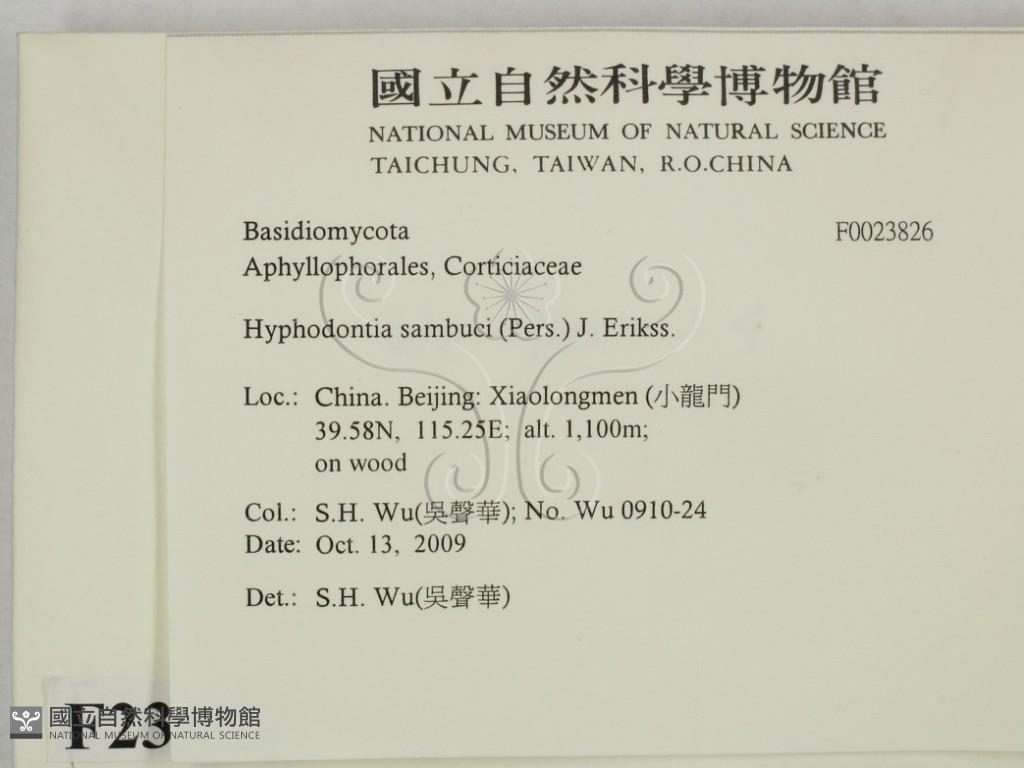 國立自然科學博物館
NATIONAL MUSEUM OF NATURAL SCIENCE
TAICHUNG, TAIWAN, R.O.CHINA
Basidiomycota F0023826
Aphyllophorales, Corticiaceae
Hyphodontia sambuci (Pers.) J. Erikss.
Loc.: China. Beijing: Xiaolongmen (小龍門)
39.58N, 115.25E; alt. 1,100m;
on wood
Col.: S.H. Wu(吳聲華); No. Wu 0910-24
Date: Oct. 13, 2009
Det.: S.H. Wu(吳聲華)
F23
國立自然科學博物館
NATIONAL MUSEUM OF NATURAL SCIENCE